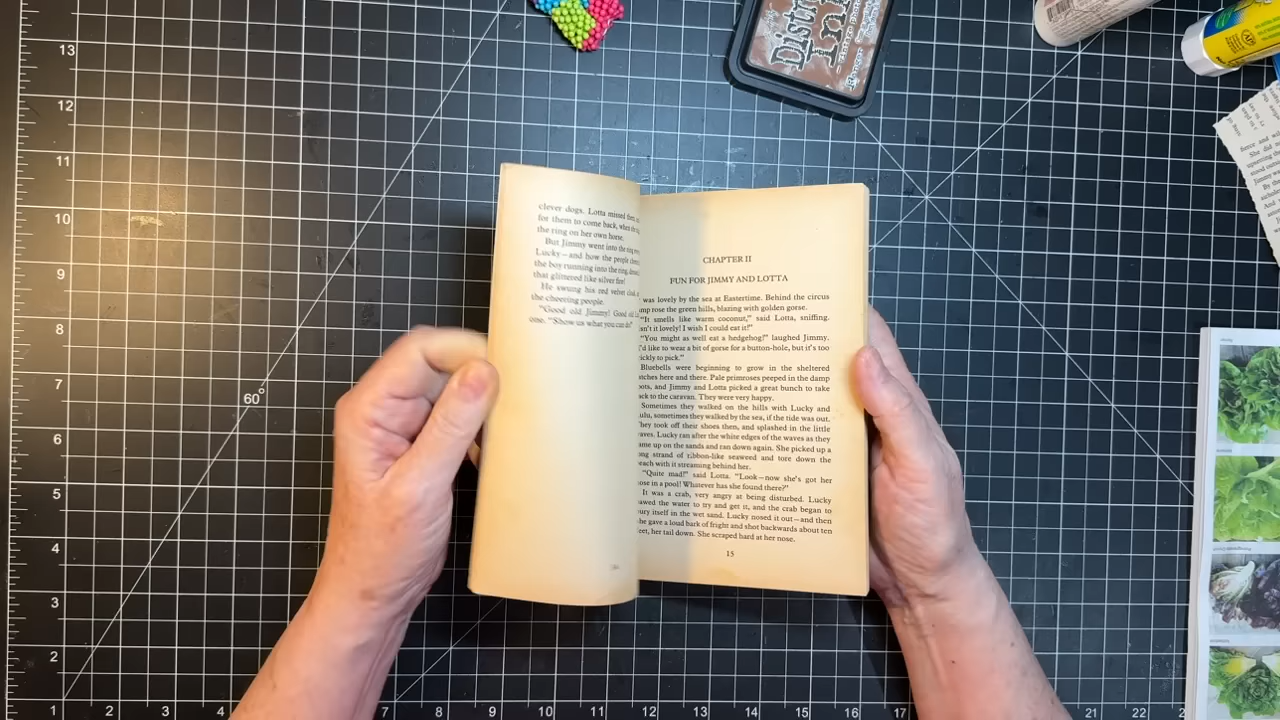 13
12
11
10
9
8
7
6
5
4
3
2
1
2
3
4
7
8
9
10
11
12
13
14
15
16
17
21
22
60°
Distr
Ink
clever dogs. Lotta missed them,
for them to come back, when
the ring on her own horse.
But Jimmy went into the ring
Lucky—and how the people
the boy running into the ring,
that glittered like silver fire!
He swung his red velvet cloak
the cheering people.
"Good old Jimmy! Good old
one. "Show us what you can do!"
CHAPTER II
FUN FOR JIMMY AND LOTTA
was lovely by the sea at Eastertime. Behind the circus
mp rose the green hills, blazing with golden gorse.
"It smells like warm coconut," said Lotta, sniffing.
sn't it lovely! I wish I could eat it!"
"You might as well eat a hedgehog!" laughed Jimmy.
'd like to wear a bit of gorse for a button-hole, but it's too
ickly to pick."
Bluebells were beginning to grow in the sheltered
tches here and there. Pale primroses peeped in the damp
ots, and Jimmy and Lotta picked a great bunch to take
ack to the caravan. They were very happy.
Sometimes they walked on the hills with Lucky and
ulu, sometimes they walked by the sea, if the tide was out.
hey took off their shoes then, and splashed in the little
aves. Lucky ran after the white edges of the waves as they
ame up on the sands and ran down again. She picked up a
ong strand of ribbon-like seaweed and tore down the
each with it streaming behind her.
"Quite mad!" said Lotta. "Look—now she's got her
ose in a pool! Whatever has she found there?"
It was a crab, very angry at being disturbed. Lucky
awed the water to try and get it, and the crab began to
ury itself in the wet sand. Lucky nosed it out—and then
he gave a loud bark of fright and shot backwards about ten
eet, her tail down. She scraped hard at her nose.
15